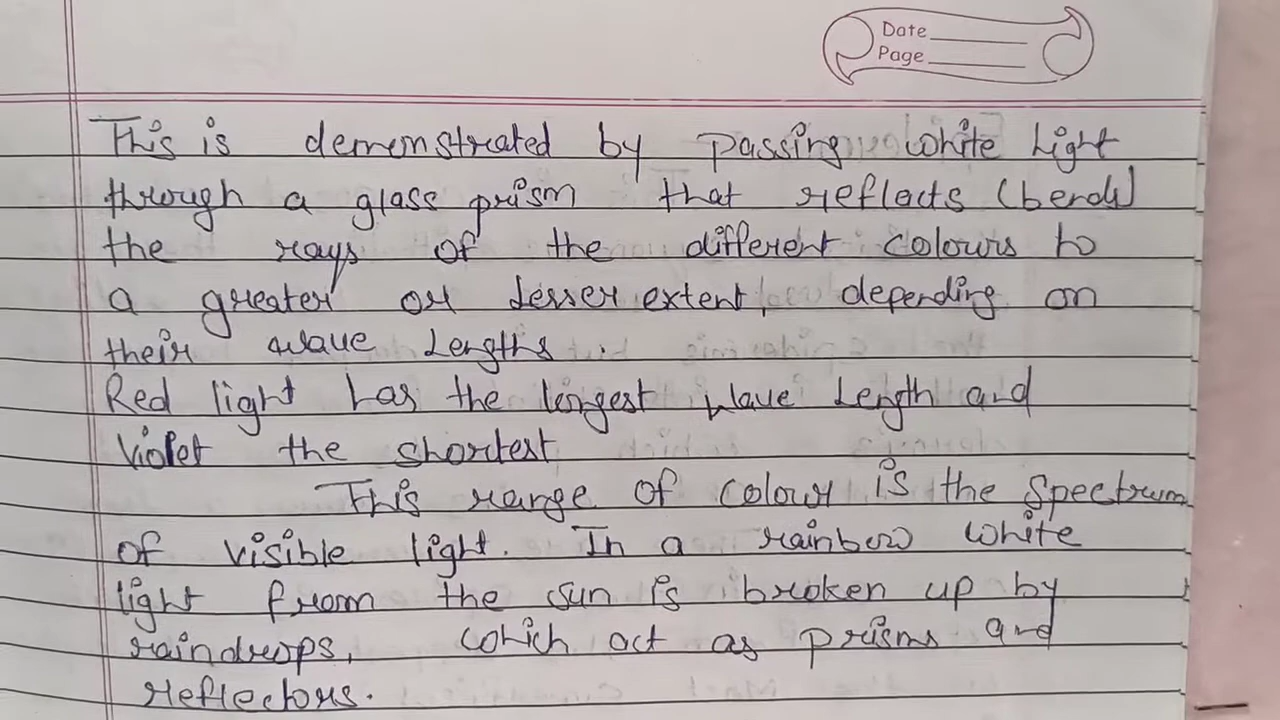 Date
Page
This is demonstrated by passing white light
through a glass prism that reflects (bends)
the rays of the different colours to
a greater or lesser extent, depending on
their wave lengths.
Red light has the longest wave length and
violet the shortest
This range of colour is the spectrum
of visible light. In a rainbow white
light from the sun is broken up by
raindrops, which act as prisms and
reflectors.